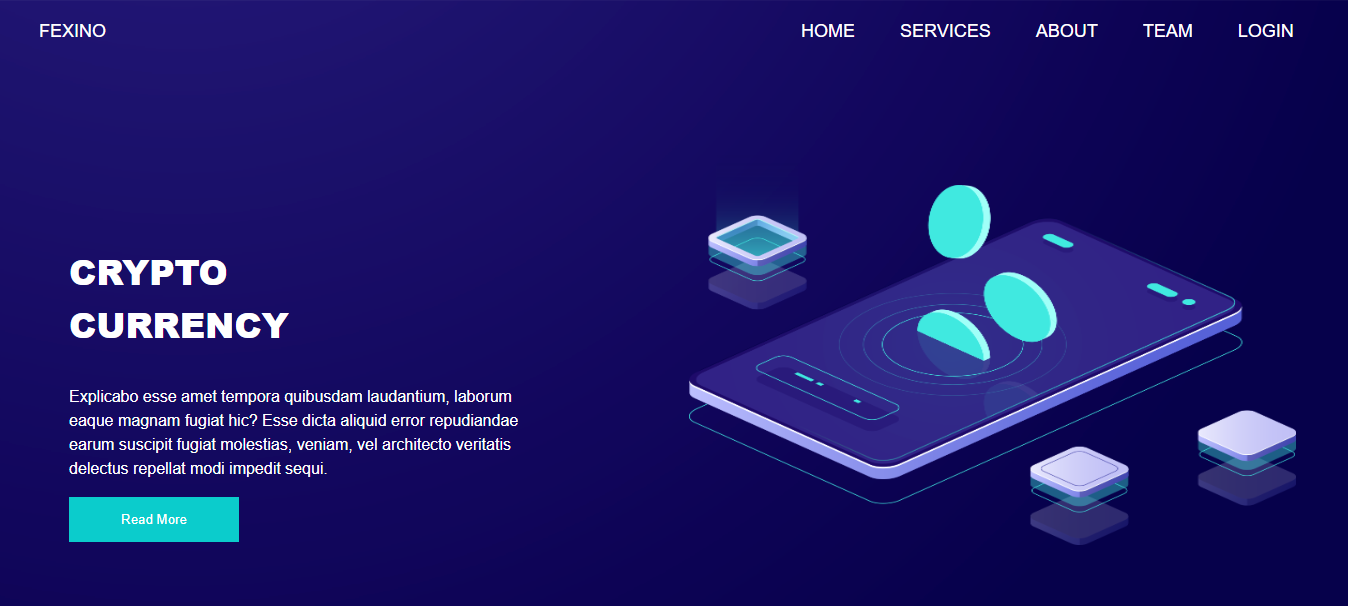 FEXINO
HOME SERVICES ABOUT TEAM LOGIN
CRYPTO
CURRENCY
Explicabo esse amet tempora quibusdam laudantium, laborum
eaque magnam fugiat hic? Esse dicta aliquid error repudiandae
earum suscipit fugiat molestias, veniam, vel architecto veritatis
delectus repellat modi impedit sequi.
Read More